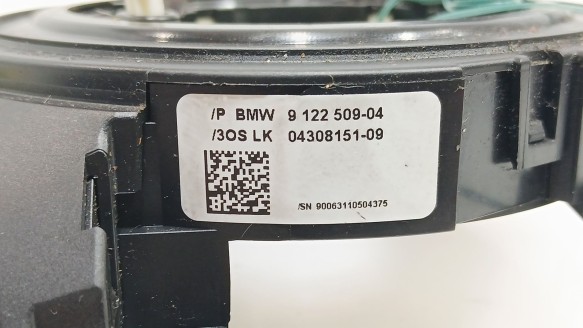 /P BMW 9 122 509-04
/3OS LK 04308151-09
/SN 90063110504375